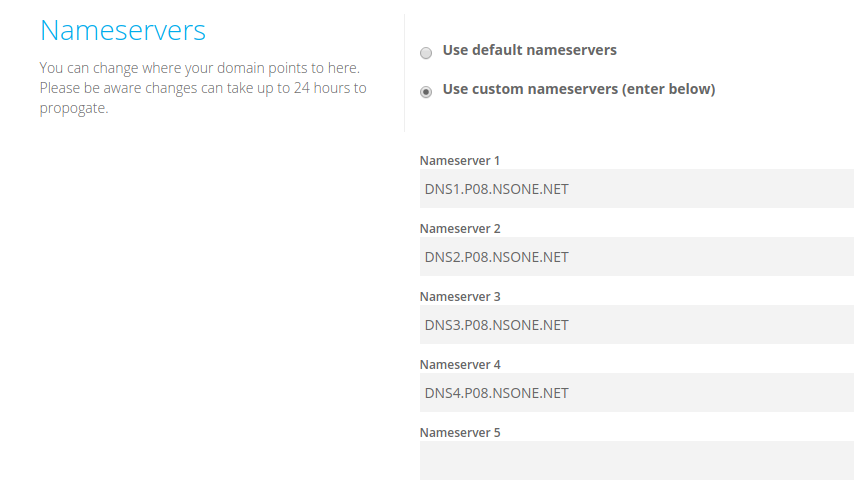 Nameservers
You can change where your domain points to here.
Please be aware changes can take up to 24 hours to
propogate.
Use default nameservers
Use custom nameservers (enter below)
Nameserver 1
DNS1.P08.NSONE.NET
Nameserver 2
DNS2.P08.NSONE.NET
Nameserver 3
DNS3.P08.NSONE.NET
Nameserver 4
DNS4.P08.NSONE.NET
Nameserver 5